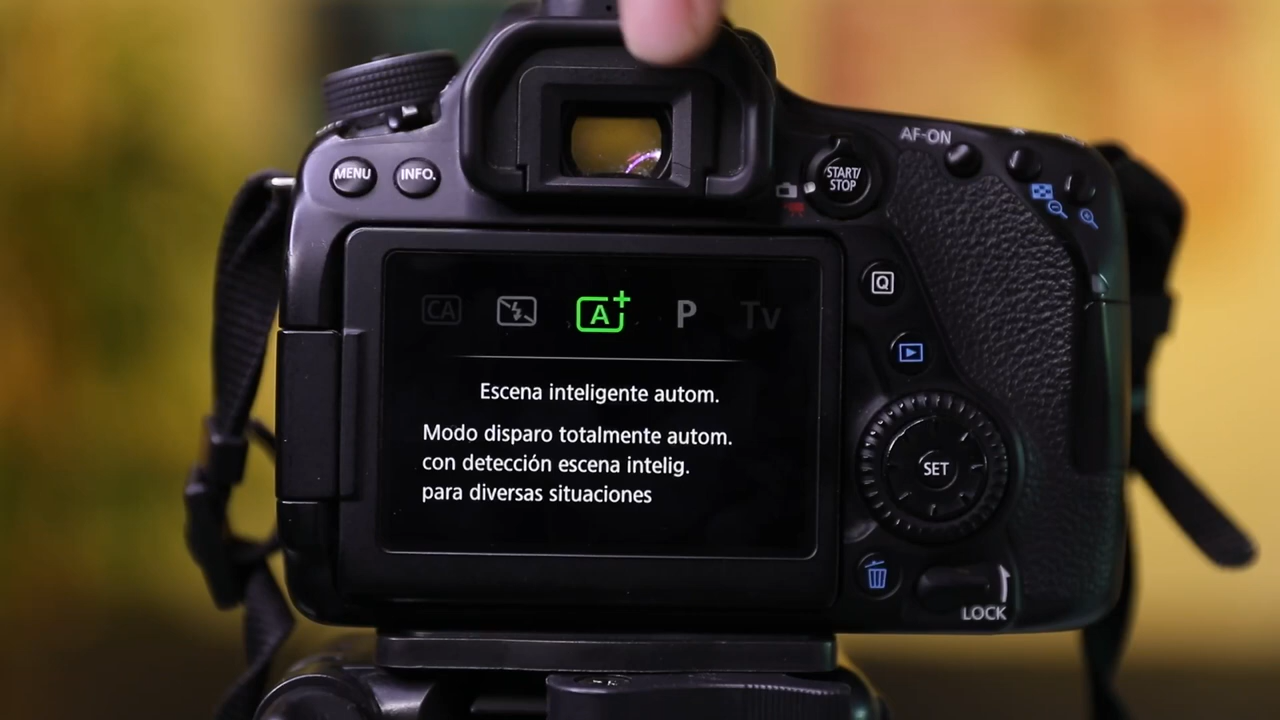 AF-ON
MENU
INFO.
START/
STOP
Q
CA
A+
P
Tv
Escena inteligente autom.
Modo disparo totalmente autom.
con detección escena intelig.
para diversas situaciones
SET
LOCK